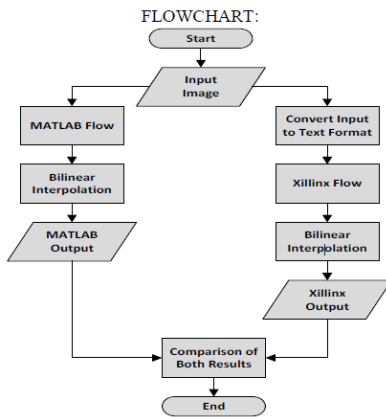 FLOWCHART:
Start
Input
Image
MATLAB Flow
Bilinear
Interpolation
MATLAB
Output
Convert Input
to Text Format
Xillinx Flow
Bilinear
Interpolation
Xillinx
Output
Comparison of
Both Results
End